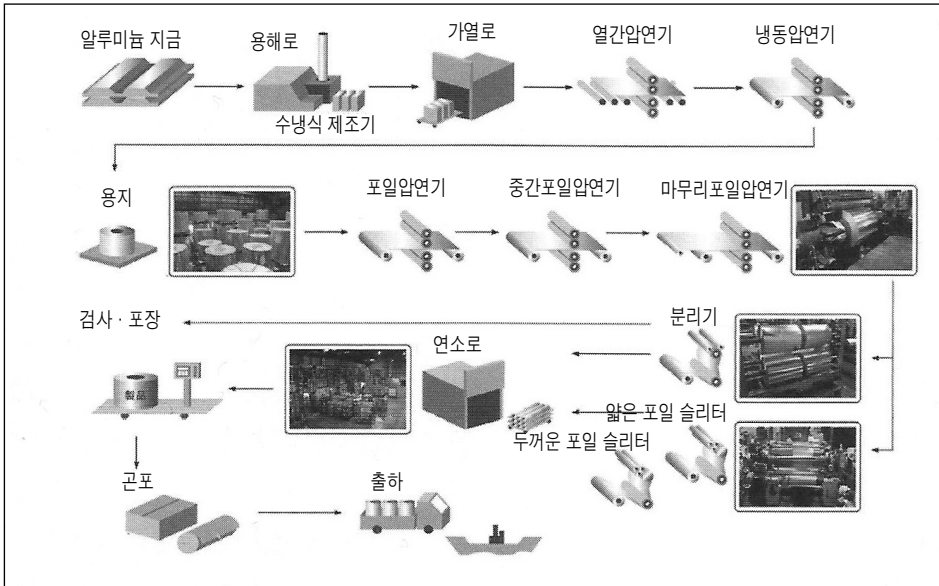 알루미늄 지금
용해로
가열로
열간압연기
냉동압연기
수냉식 제조기
용지
포일압연기
중간포일압연기
마무리포일압연기
검사 · 포장
분리기
연소로
製品
얇은 포일 슬리터
두꺼운 포일 슬리터
곤포
출하